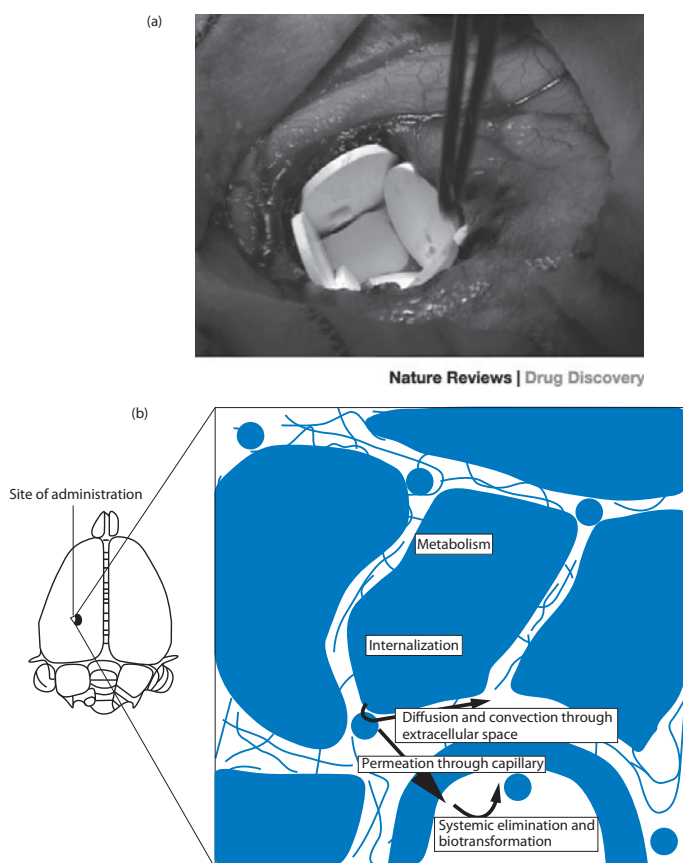 (a)
Nature Reviews | Drug Discovery
(b)
Site of administration
Metabolism
Internalization
Diffusion and convection through
extracellular space
Permeation through capillary
Systemic elimination and
biotransformation